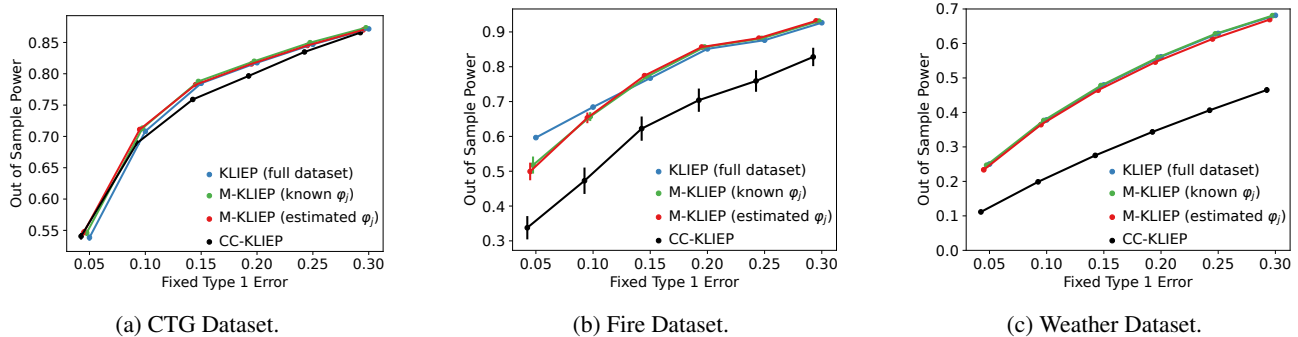 0.85
0.80
0.75
0.70
0.65
0.60
0.55
Out of Sample Power
0.05 0.10 0.15 0.20 0.25 0.30
Fixed Type 1 Error
KLIEP (full dataset)
M-KLIEP (known φj)
M-KLIEP (estimated φj)
CC-KLIEP
(a) CTG Dataset.
0.9
0.8
0.7
0.6
0.5
0.4
0.3
Out of Sample Power
0.05 0.10 0.15 0.20 0.25 0.30
Fixed Type 1 Error
KLIEP (full dataset)
M-KLIEP (known φj)
M-KLIEP (estimated φj)
CC-KLIEP
(b) Fire Dataset.
0.7
0.6
0.5
0.4
0.3
0.2
0.1
0.0
Out of Sample Power
0.05 0.10 0.15 0.20 0.25 0.30
Fixed Type 1 Error
KLIEP (full dataset)
M-KLIEP (known φj)
M-KLIEP (estimated φj)
CC-KLIEP
(c) Weather Dataset.